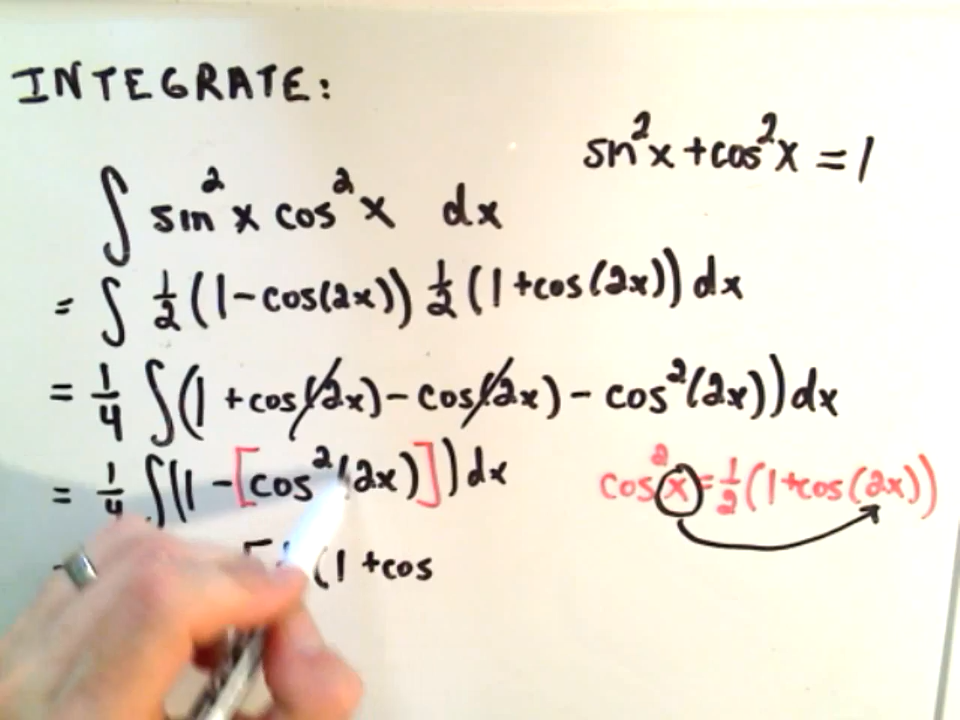 INTEGRATE:
sn²x + cos²x = 1
∫ sin²x cos²x dx
= ∫ ½ (1 - cos(2x)) ½ (1 + cos(2x)) dx
= ¼ ∫(1 + cos(2x) - cos(2x) - cos²(2x)) dx
= ¼ ∫(1 - [cos²(2x)]) dx
cos²x = ½ (1 + cos(2x))
(1 + cos